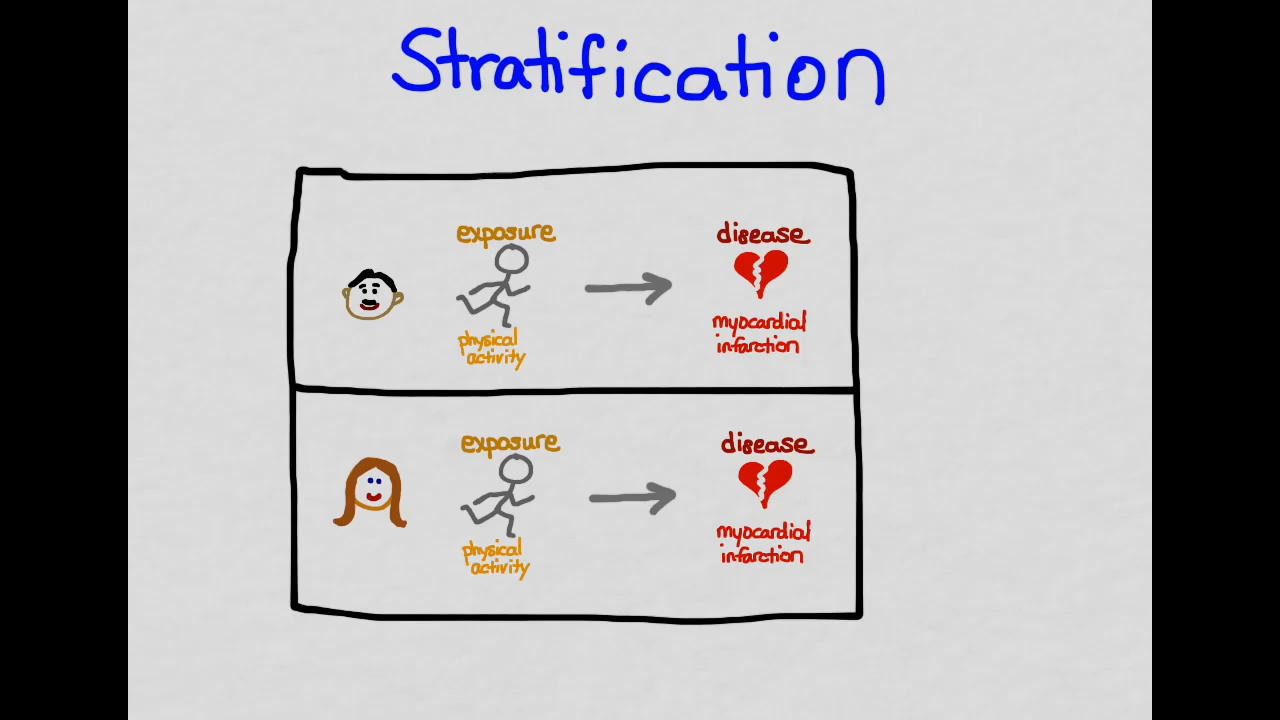 Stratification
exposure
disease
physical
activity
myocardial
infarction
exposure
disease
physical
activity
myocardial
infarction